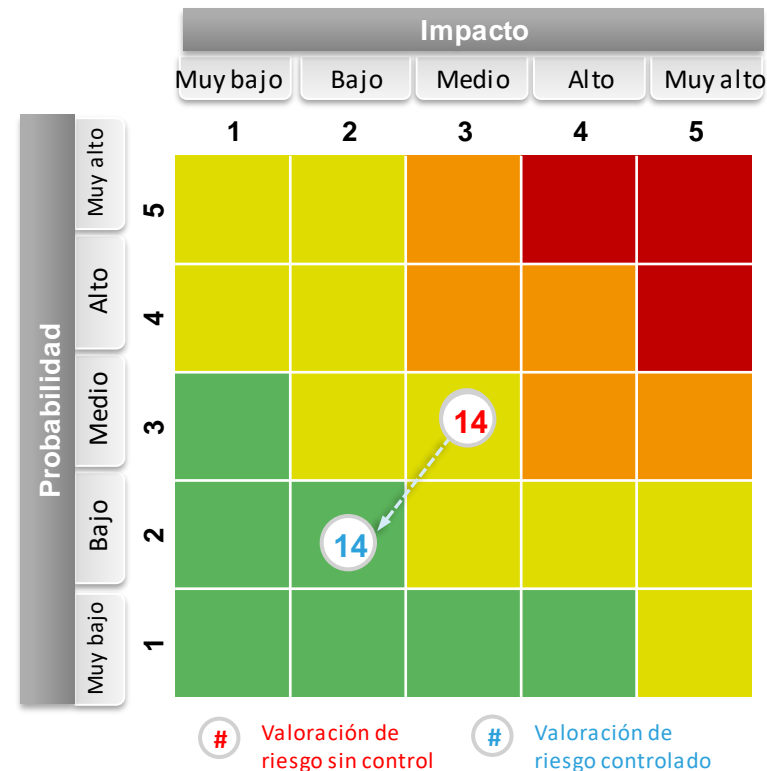 Impacto
Muy bajo
Bajo
Medio
Alto
Muy alto
1
2
3
4
5
Probabilidad
Muy alto
5
Alto
4
Medio
3
14
Bajo
2
14
Muy bajo
1
# Valoración de
riesgo sin control
# Valoración de
riesgo controlado